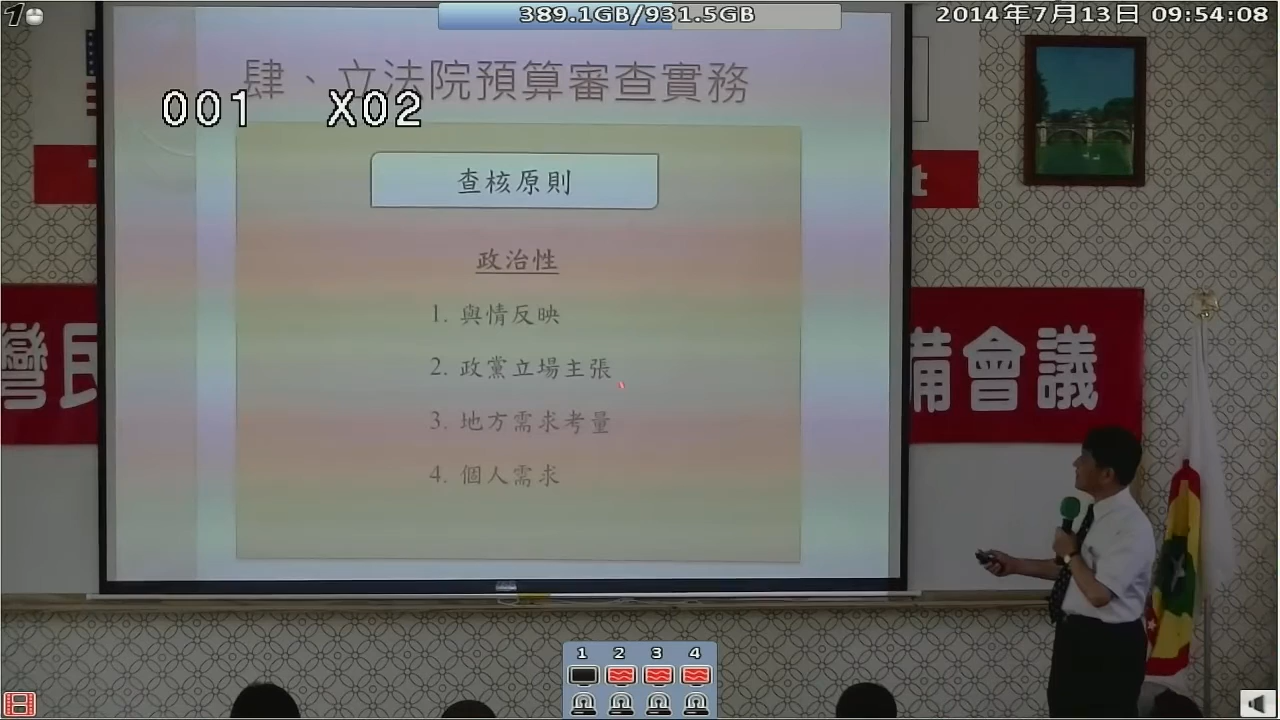 1
389.1GB/931.5GB
2014年7月13日 09:54:08
肆、立法院預算審查實務
001 X02
查核原則
t
政治性
1. 輿情反映
灣民
備會議
2. 政黨立場主張
3. 地方需求考量
4. 個人需求
1 2 3 4